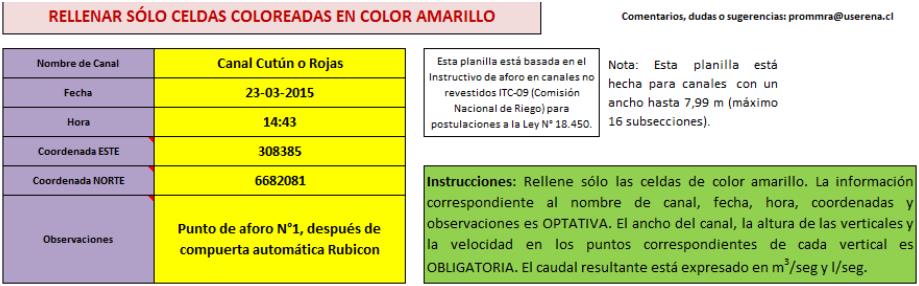 RELLENAR SÓLO CELDAS COLOREADAS EN COLOR AMARILLO
Comentarios, dudas o sugerencias: prommra@userena.cl
Nombre de Canal
Canal Cutún o Rojas
Fecha
23-03-2015
Hora
14:43
Coordenada ESTE
308385
Coordenada NORTE
6682081
Observaciones
Punto de aforo N°1, después de
compuerta automática Rubicon
Esta planilla está basada en el
Instructivo de aforo en canales no
revestidos ITC-09 (Comisión
Nacional de Riego) para
postulaciones a la Ley N° 18.450.
Nota: Esta planilla está
hecha para canales con un
ancho hasta 7,99 m (máximo
16 subsecciones).
Instrucciones: Rellene sólo las celdas de color amarillo. La información
correspondiente al nombre de canal, fecha, hora, coordenadas y
observaciones es OPTATIVA. El ancho del canal, la altura de las verticales y
la velocidad en los puntos correspondientes de cada vertical es
OBLIGATORIA. El caudal resultante está expresado en m³/seg y l/seg.